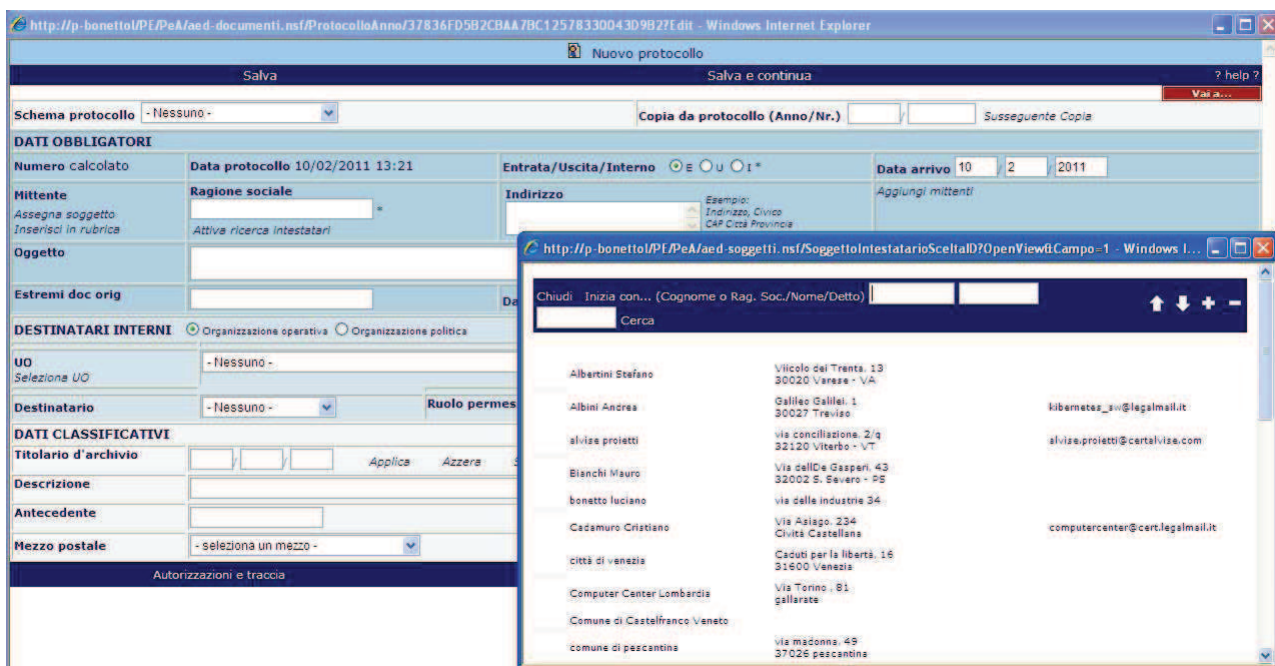 http://p-bonettol/PE/PeA/aed-documenti.nsf/ProtocolloAnno/37836FD5B2CBAA7BC12578330043D9B2?Edit - Windows Internet Explorer
Nuovo protocollo
Salva Salva e continua ? help ?
Vai a...
Schema protocollo - Nessuno - Copia da protocollo (Anno/Nr.) / Susseguente Copia
DATI OBBLIGATORI
Numero calcolato Data protocollo 10/02/2011 13:21 Entrata/Uscita/Interno E U I * Data arrivo 10 / 2 / 2011
Mittente Ragione sociale Indirizzo Aggiungi mittenti
Assegna soggetto * Esempio:
Inserisci in rubrica Attiva ricerca intestatari Indirizzo, Civico
CAP Città Provincia
Oggetto
Estremi doc orig Da
DESTINATARI INTERNI Organizzazione operativa Organizzazione politica
UO - Nessuno -
Seleziona UO
Destinatario - Nessuno - Ruolo permes
DATI CLASSIFICATIVI
Titolario d'archivio / / Applica Azzera S
Descrizione
Antecedente
Mezzo postale - seleziona un mezzo -
Autorizzazioni e traccia
http://p-bonettol/PE/PeA/aed-soggetti.nsf/SoggettoIntestatarioSceltaID?OpenView&Campo=1 - Windows I...
Chiudi Inizia con... (Cognome o Rag. Soc./Nome/Detto)
Cerca
Albertini Stefano Viicolo dei Trenta, 13
30020 Varese - VA
Albini Andrea Galileo Galilei, 1 kibernetes_sw@legalmail.it
30027 Treviso
alvise proietti via conciliazione, 2/q alvise.proietti@certalvise.com
32120 Viterbo - VT
Bianchi Mauro Via dellDe Gasperi, 43
32002 S. Severo - PS
bonetto luciano via delle industrie 34
Cadamuro Cristiano Via Asiago, 234 computercenter@cert.legalmail.it
Cività Castellana
città di venezia Caduti per la libertà, 16
31600 Venezia
Computer Center Lombardia Via Torino , 81
gallarate
Comune di Castelfranco Veneto
comune di pescantina via madonna, 49
37026 pescantina